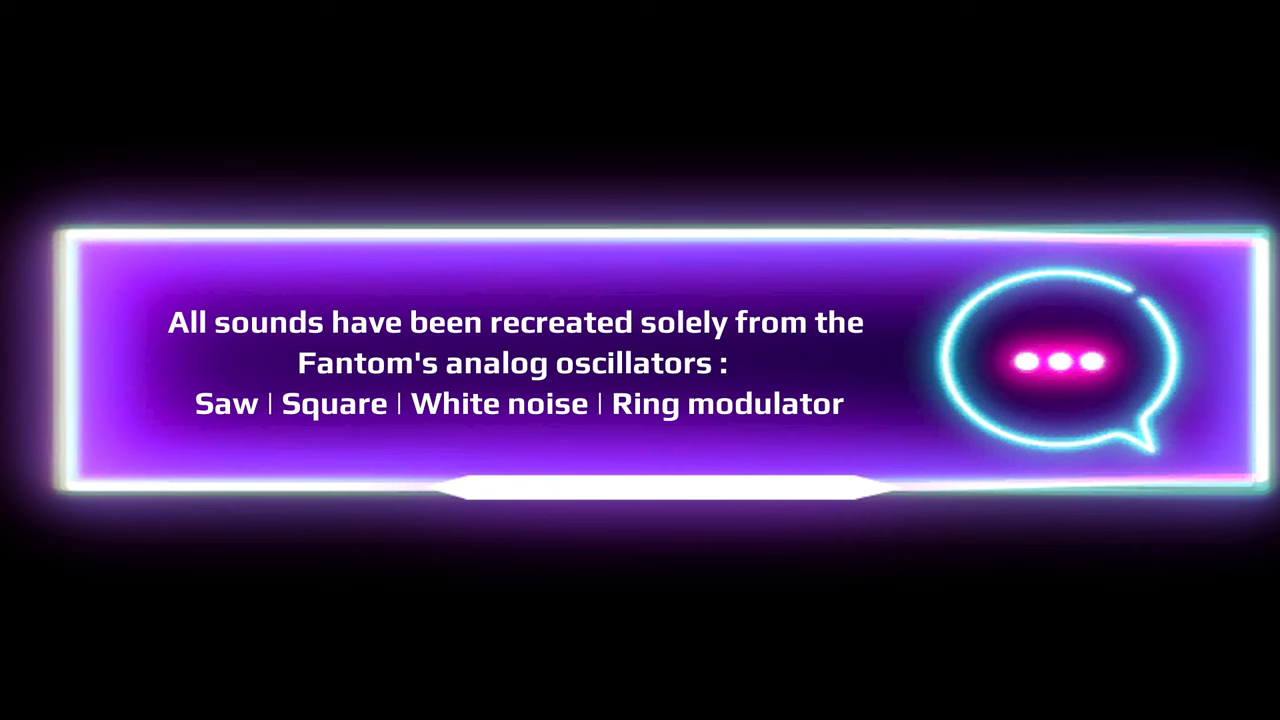 All sounds have been recreated solely from the
Fantom's analog oscillators :
Saw | Square | White noise | Ring modulator